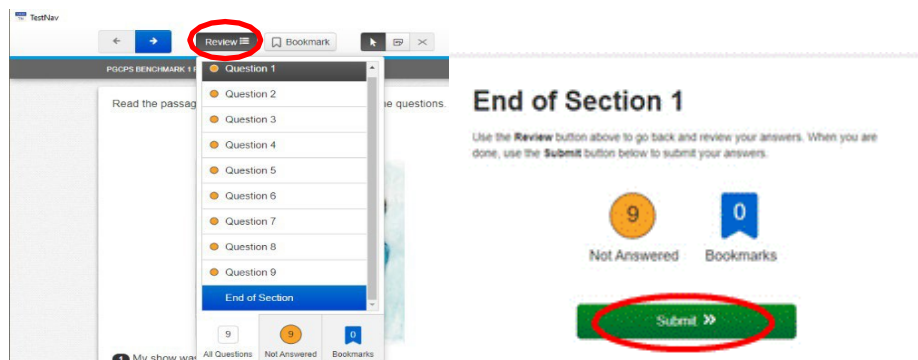 TestNav
Review
Bookmark
PGCPS BENCHMARK 1
Read the passag
e questions.
Question 1
Question 2
Question 3
Question 4
Question 5
Question 6
Question 7
Question 8
Question 9
End of Section
9
9
0
All Questions
Not Answered
Bookmarks
1 My show was
End of Section 1
Use the Review button above to go back and review your answers. When you are
done, use the Submit button below to submit your answers.
9
0
Not Answered
Bookmarks
Submit »